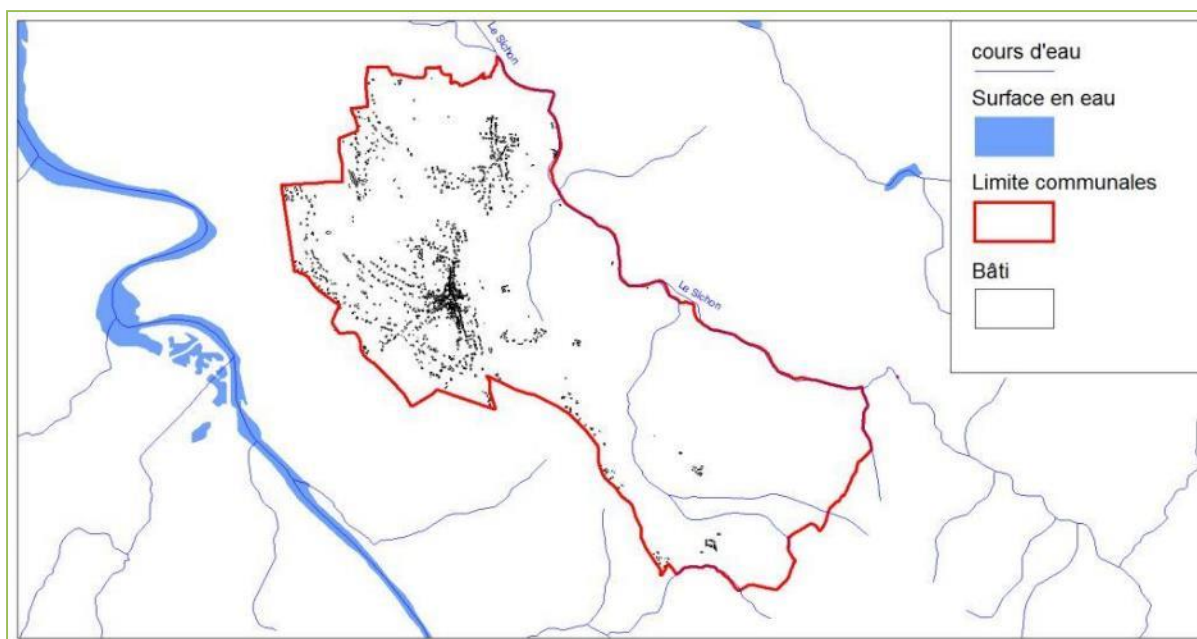 Le Sichon
cours d'eau
Surface en eau
Limite communales
Bâti
Le Sichon